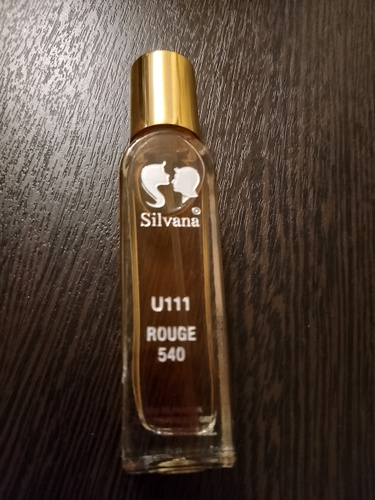 Silvana®
U111
ROUGE
540